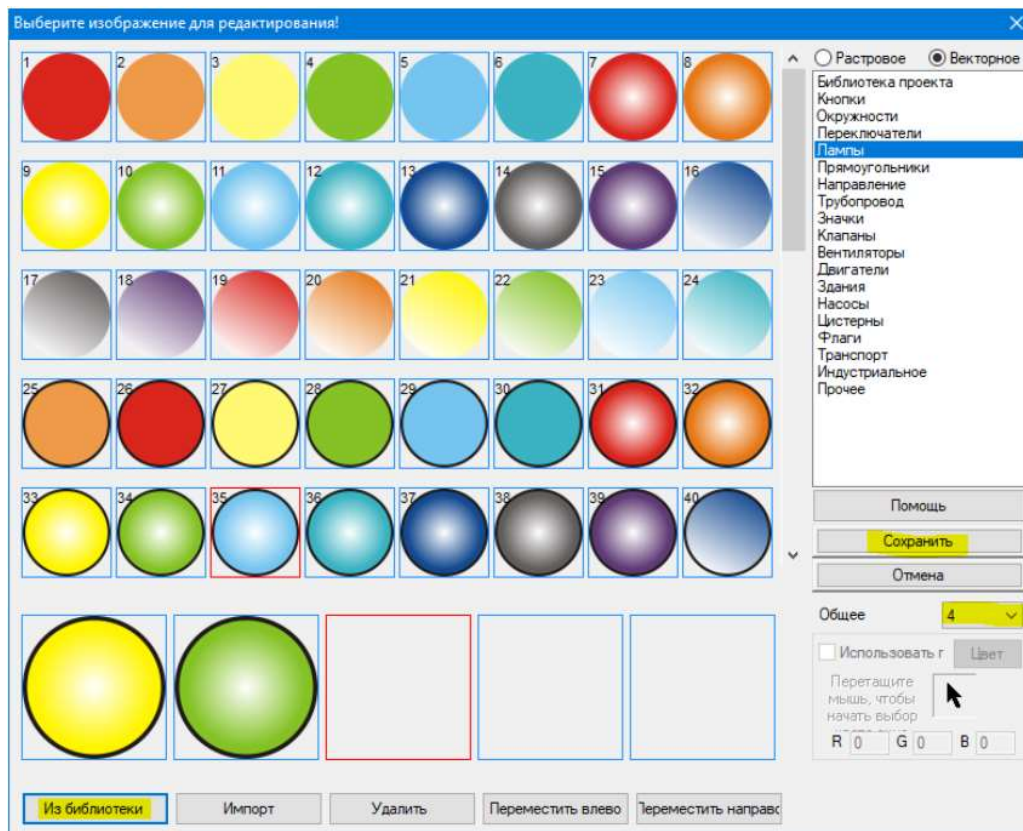 Выберите изображение для редактирования!
1 2 3 4 5 6 7 8
9 10 11 12 13 14 15 16
17 18 19 20 21 22 23 24
25 26 27 28 29 30 31 32
33 34 35 36 37 38 39 40
Растровое Векторное
Библиотека проекта
Кнопки
Окружности
Переключатели
Лампы
Прямоугольники
Направление
Трубопровод
Значки
Клапаны
Вентиляторы
Двигатели
Здания
Насосы
Цистерны
Флаги
Транспорт
Индустриальное
Прочее
Помощь
Сохранить
Отмена
Общее 4
Использовать г Цвет
Перетащите
мышь, чтобы
начать выбор
R 0 G 0 B 0
Из библиотеки Импорт Удалить Переместить влево Переместить направо